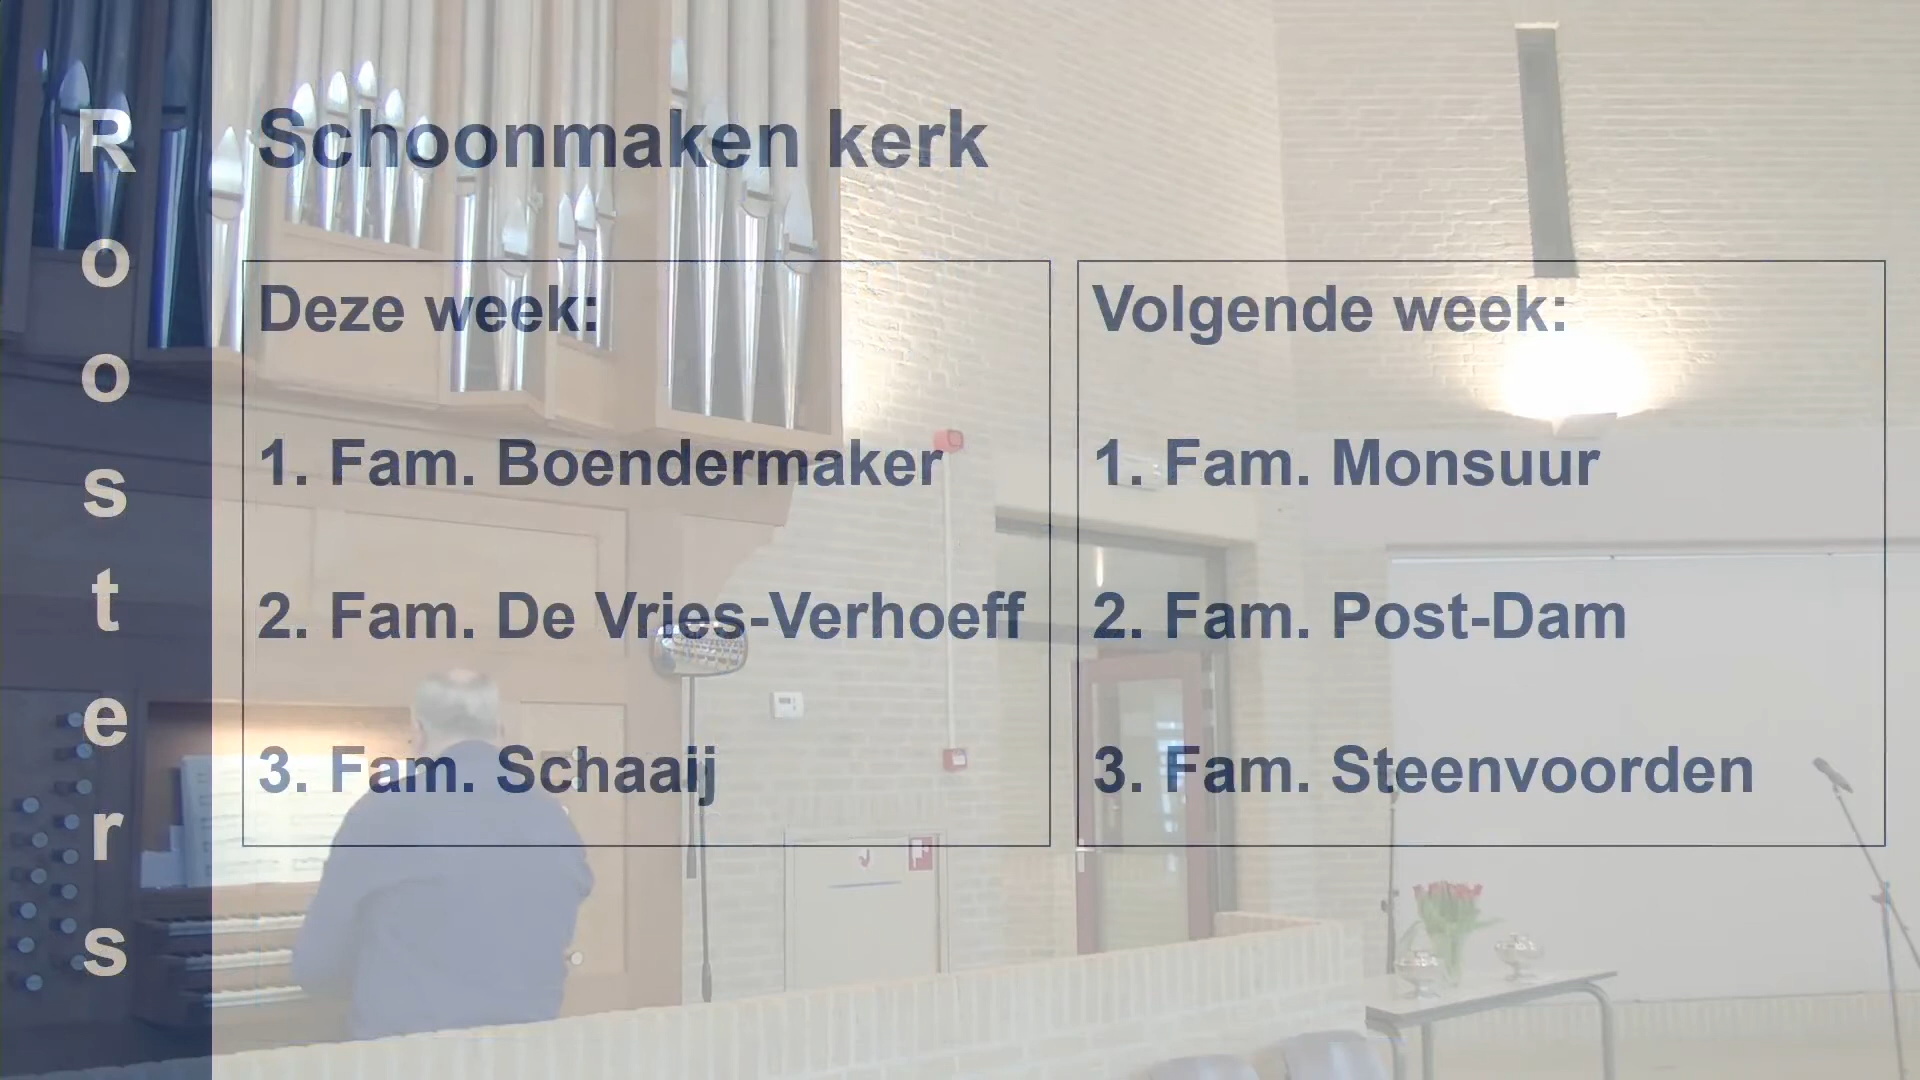 Roosters
Schoonmaken kerk
Deze week:
1. Fam. Boendermaker
2. Fam. De Vries-Verhoeff
3. Fam. Schaaij
Volgende week:
1. Fam. Monsuur
2. Fam. Post-Dam
3. Fam. Steenvoorden